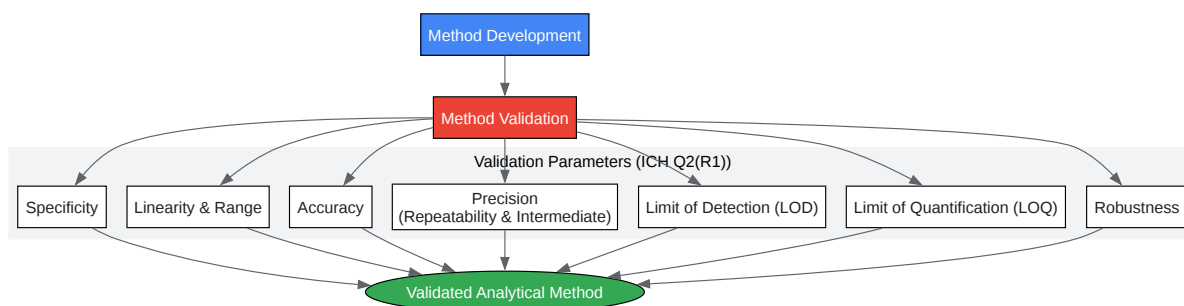 Method Development
Method Validation
Validation Parameters (ICH Q2(R1))
Specificity
Linearity & Range
Accuracy
Precision
(Repeatability & Intermediate)
Limit of Detection (LOD)
Limit of Quantification (LOQ)
Robustness
Validated Analytical Method